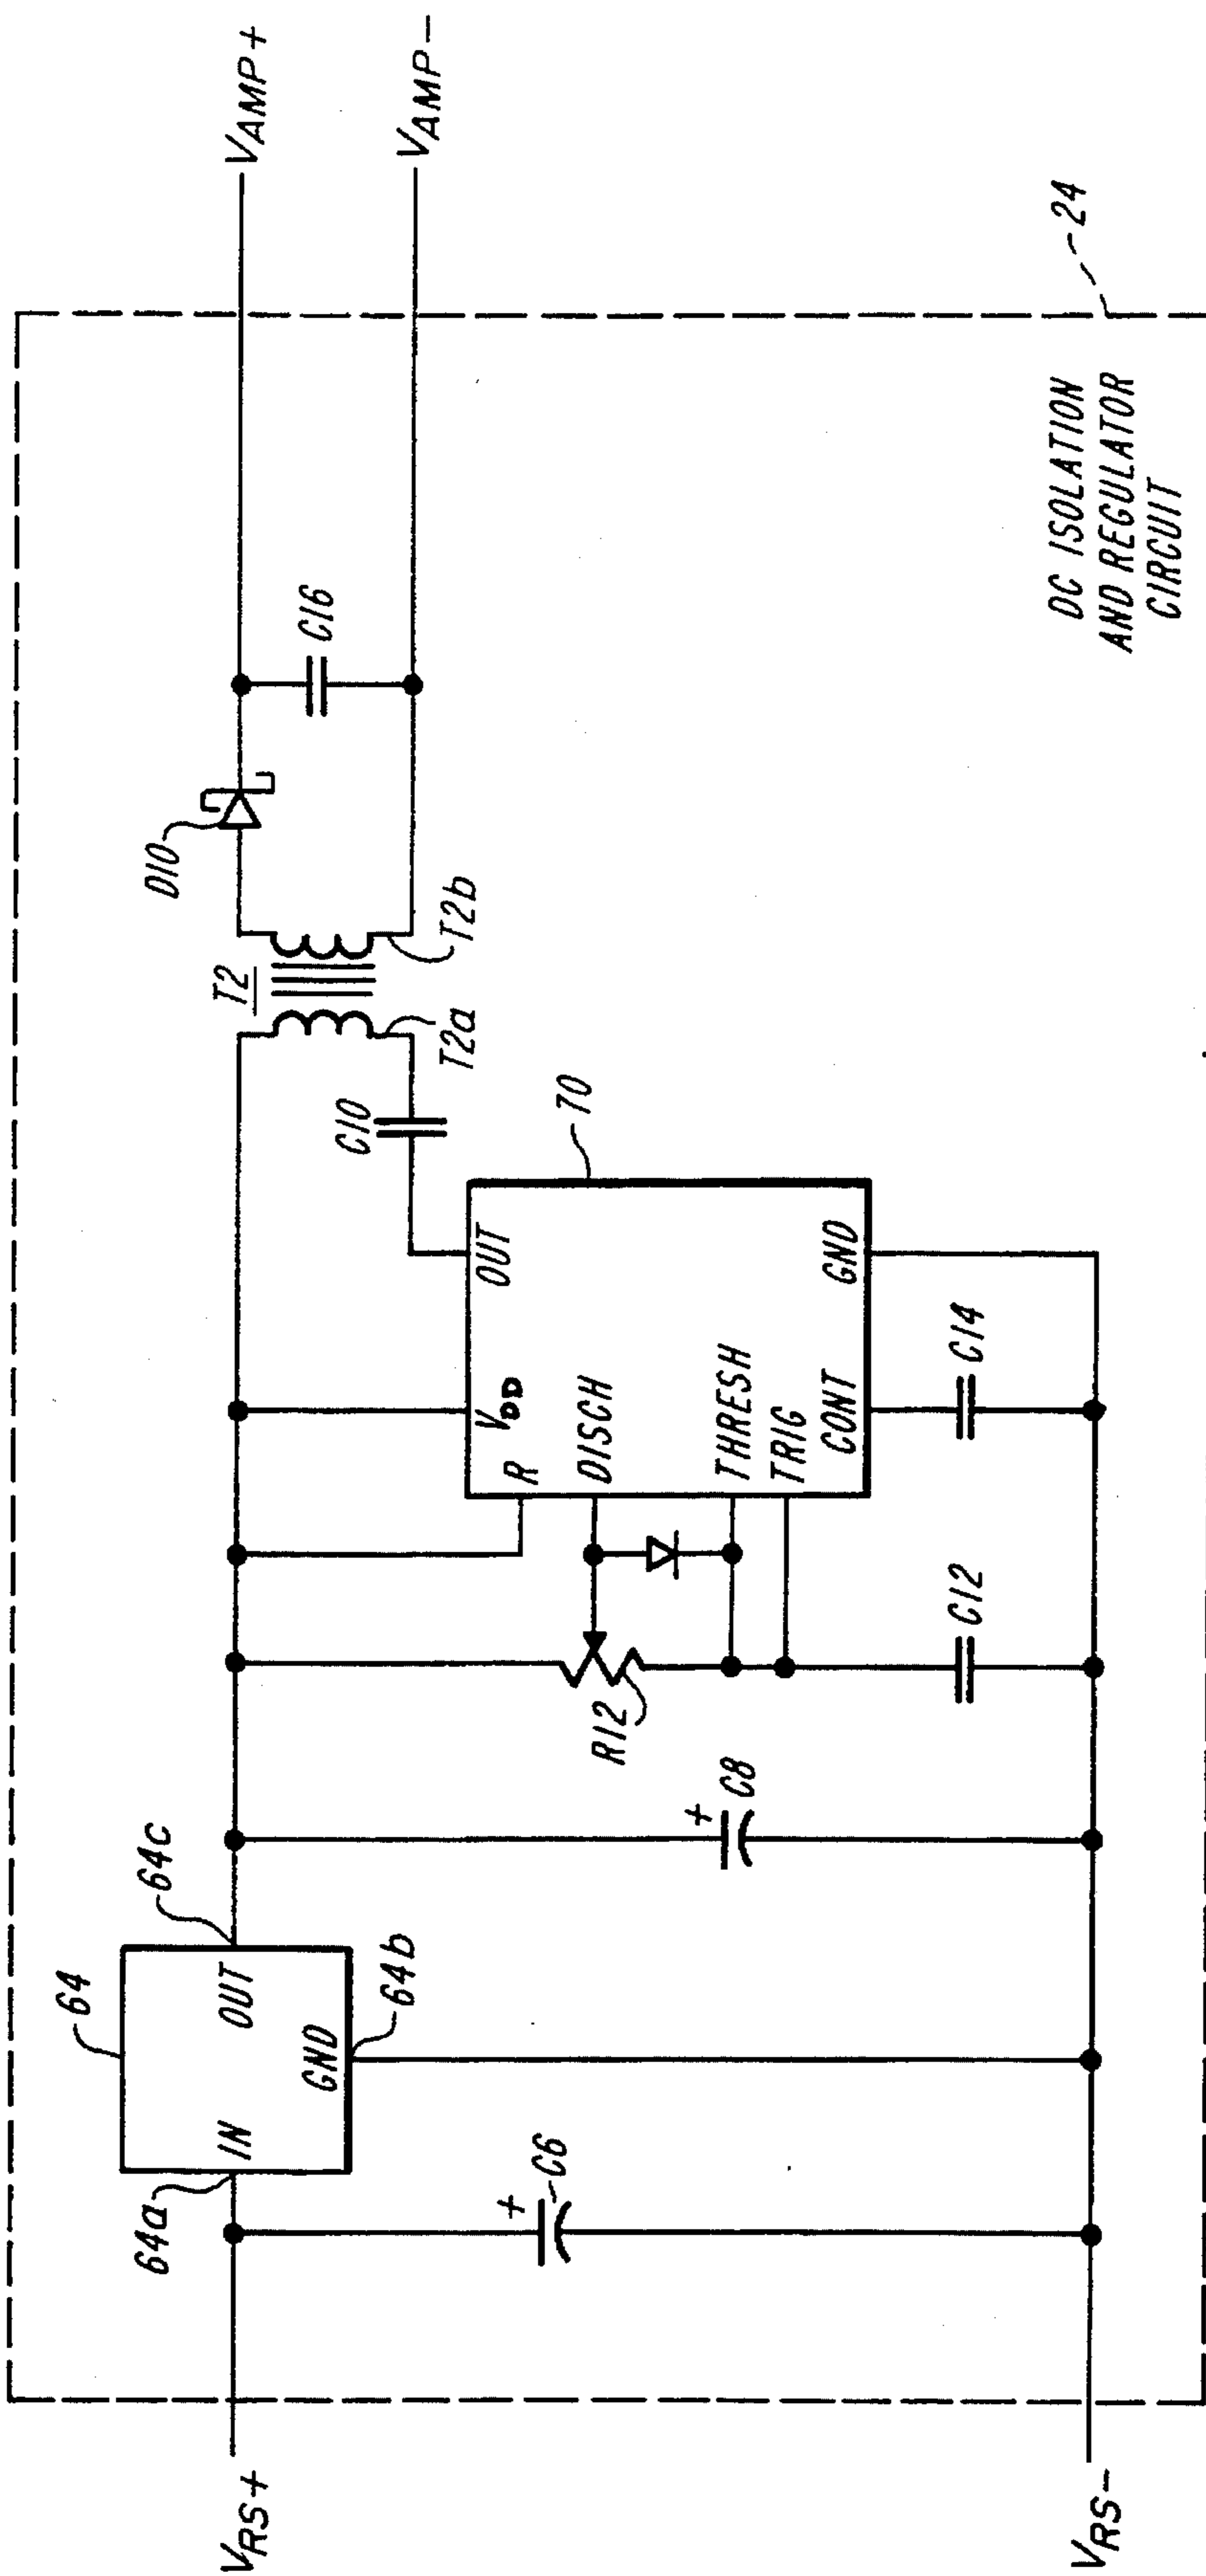 VRS+
VRS-
64a
64
IN
OUT
GND
64b
64c
C6
+
C8
+
R12
C12
C14
R
VDD
DISCH
THRESH
TRIG
CONT
OUT
GND
70
C10
T2
T2a
T2b
D10
C16
VAMP+
VAMP-
DC ISOLATION
AND REGULATOR
CIRCUIT
24